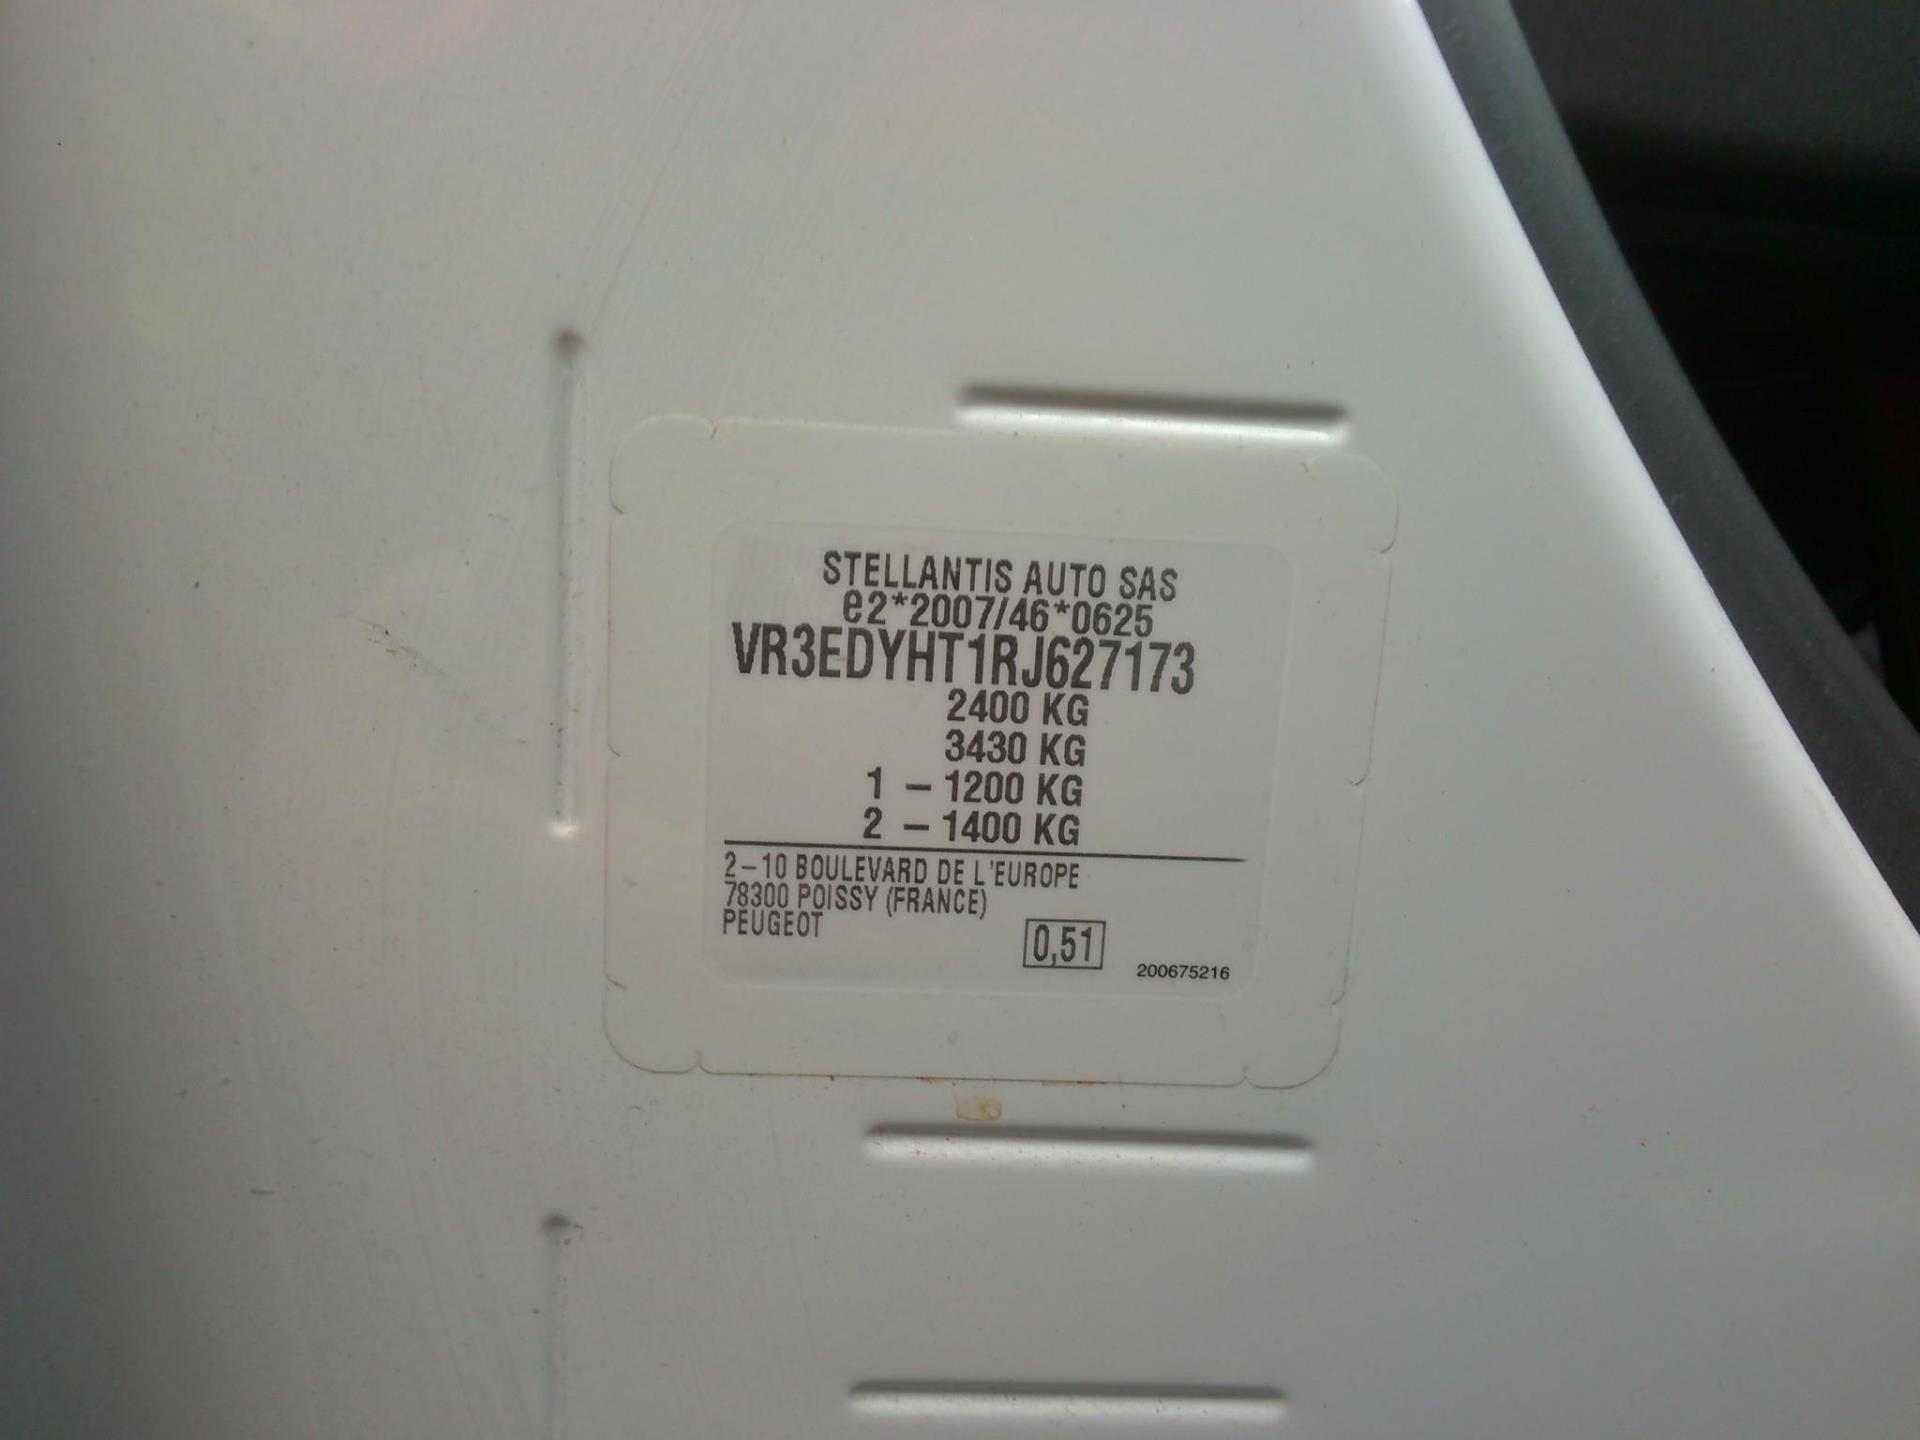 STELLANTIS AUTO SAS
e2*2007/46*0625
VR3EDYHT1RJ627173
2400 KG
3430 KG
1 – 1200 KG
2 – 1400 KG
2–10 BOULEVARD DE L'EUROPE
78300 POISSY (FRANCE)
PEUGEOT
0,51
200675216